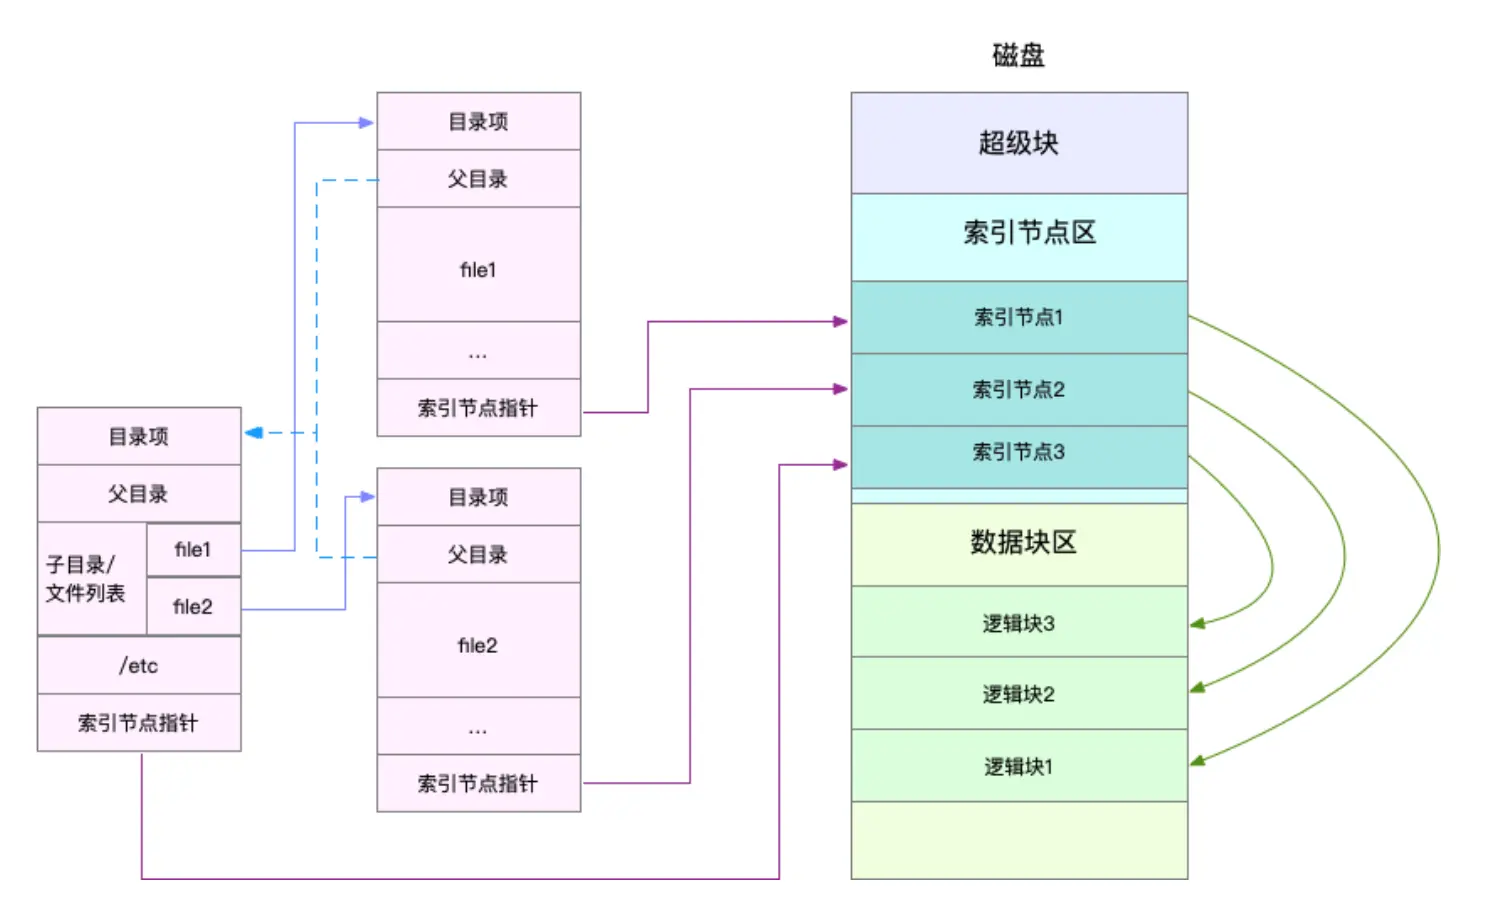 磁盘
目录项
父目录
file1
...
索引节点指针
目录项
父目录
子目录/
文件列表
file1
file2
/etc
索引节点指针
目录项
父目录
file2
...
索引节点指针
超级块
索引节点区
索引节点1
索引节点2
索引节点3
数据块区
逻辑块3
逻辑块2
逻辑块1